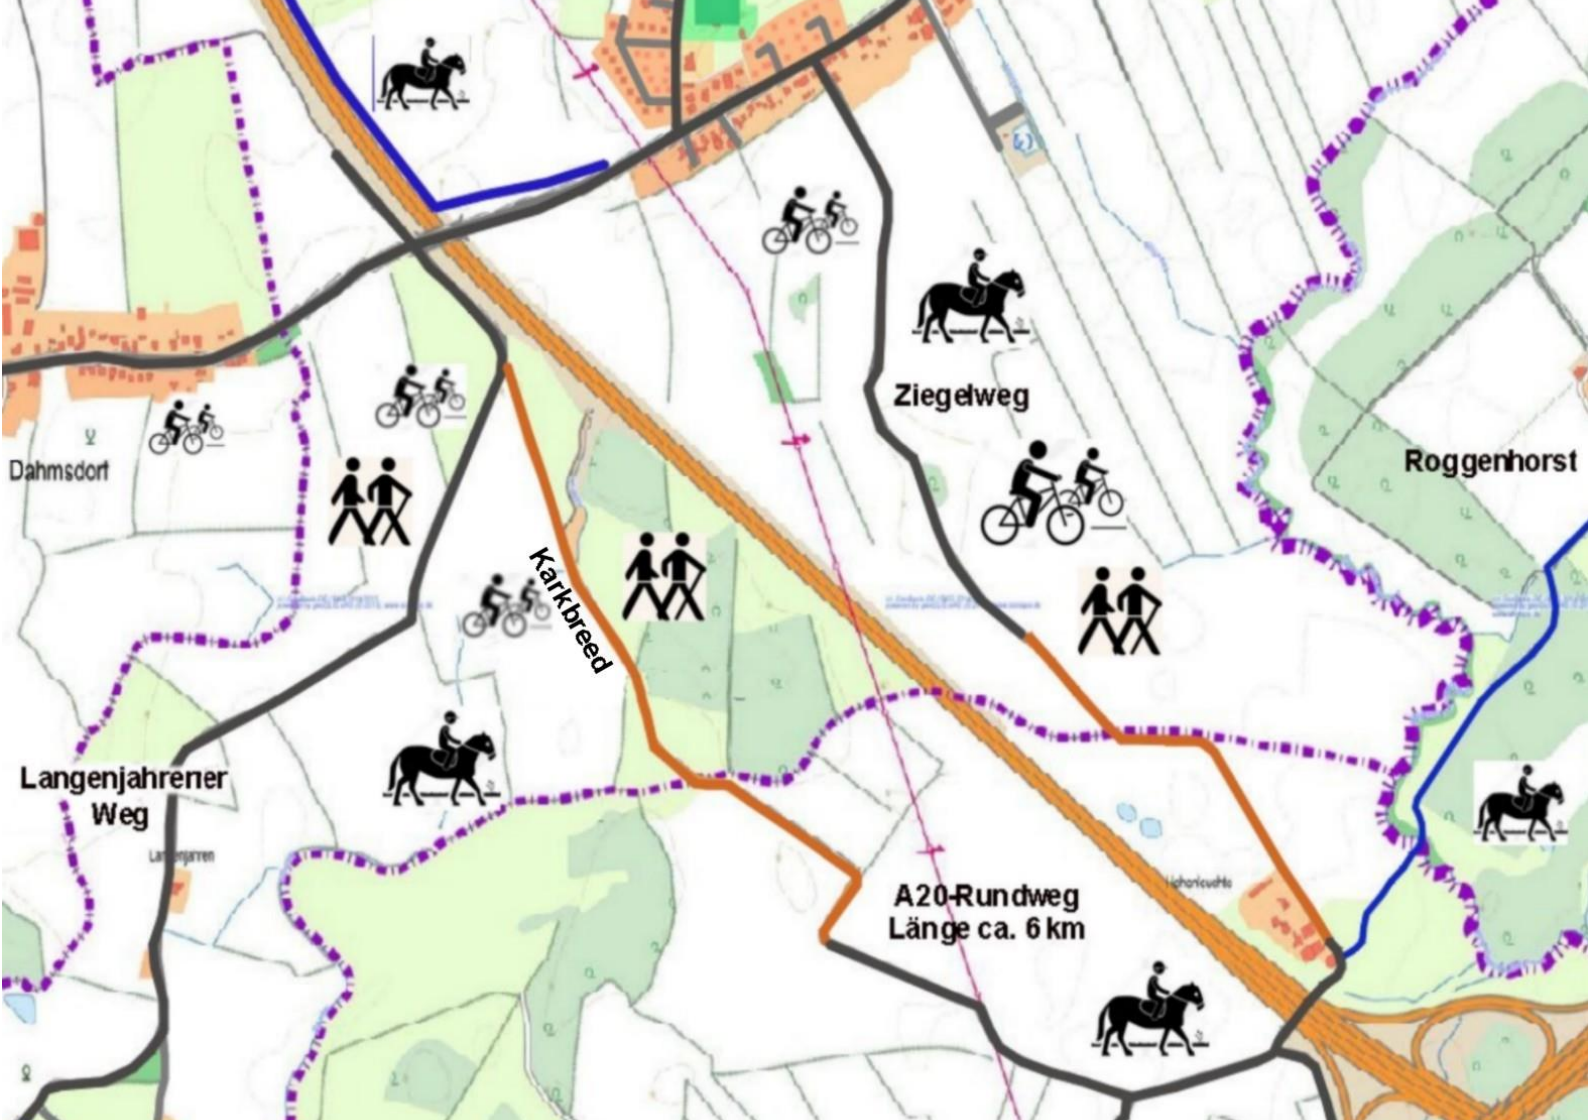 Ziegelweg
Roggenhorst
Dahmsdorf
Karkbreed
Langenjahrener
Weg
A20-Rundweg
Länge ca. 6 km